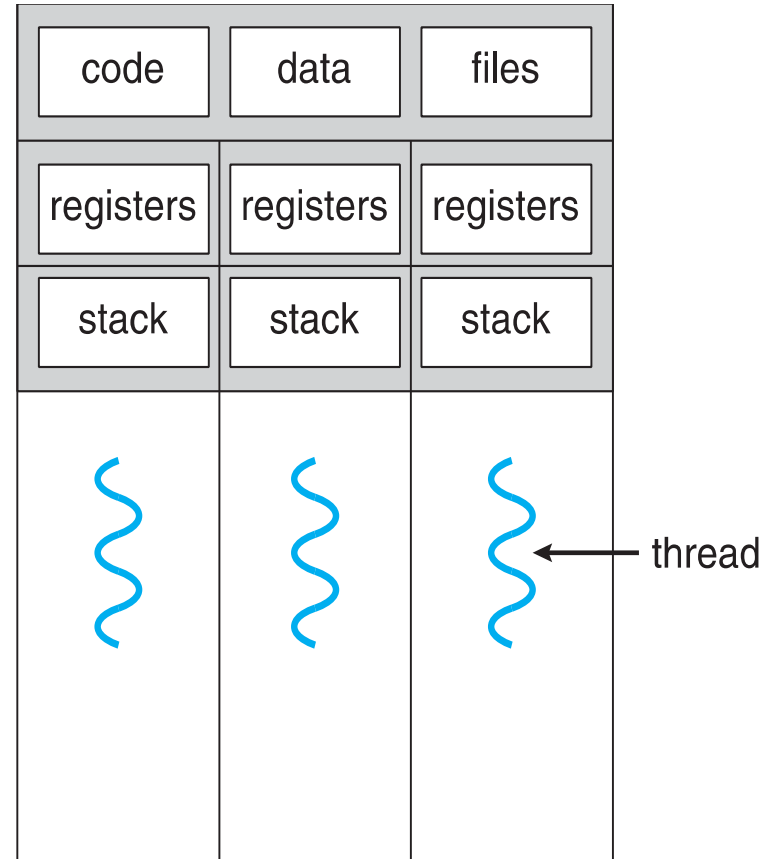 code data files
registers registers registers
stack stack stack
thread